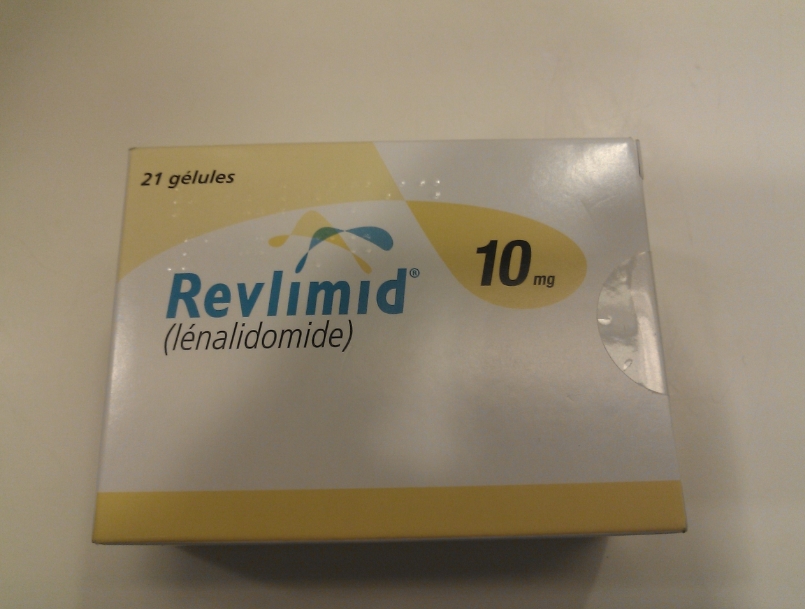 21 gélules
10 mg
Revlimid®
(lénalidomide)